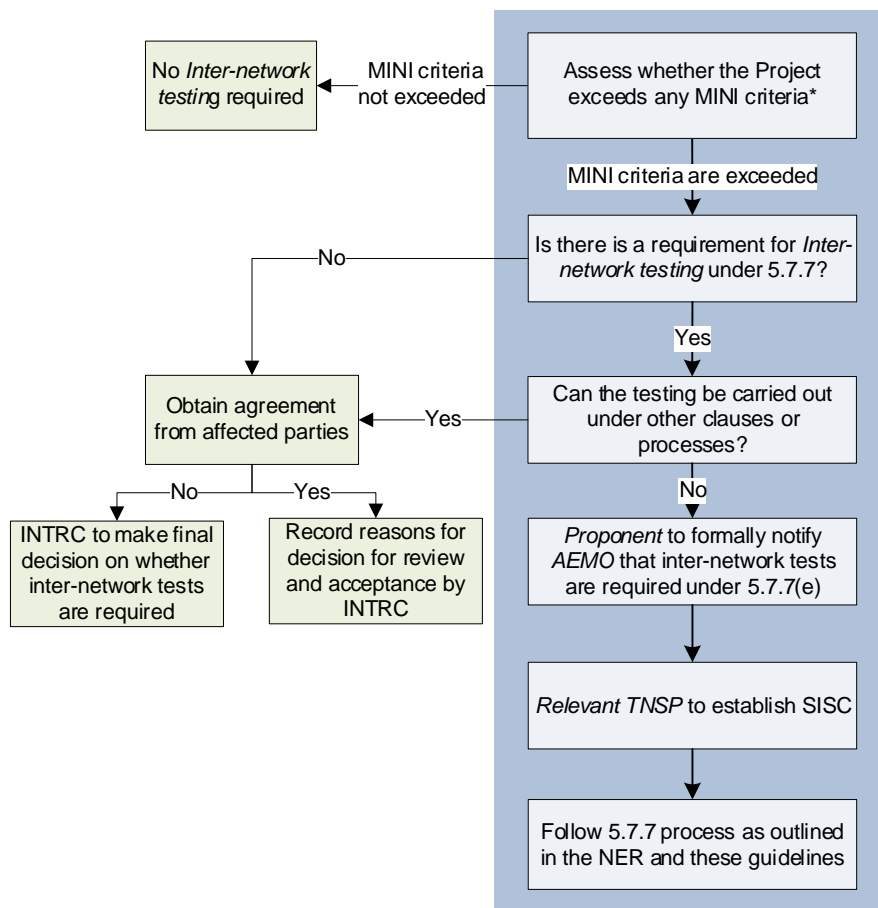 No Inter-network
testing required
MINI criteria
not exceeded
Assess whether the Project
exceeds any MINI criteria*
MINI criteria are exceeded
Is there is a requirement for Inter-
network testing under 5.7.7?
No
Yes
Can the testing be carried out
under other clauses or
processes?
Yes
Obtain agreement
from affected parties
No
Yes
No
INTRC to make final
decision on whether
inter-network tests
are required
Record reasons for
decision for review
and acceptance by
INTRC
Proponent to formally notify
AEMO that inter-network tests
are required under 5.7.7(e)
Relevant TNSP to establish SISC
Follow 5.7.7 process as outlined
in the NER and these guidelines